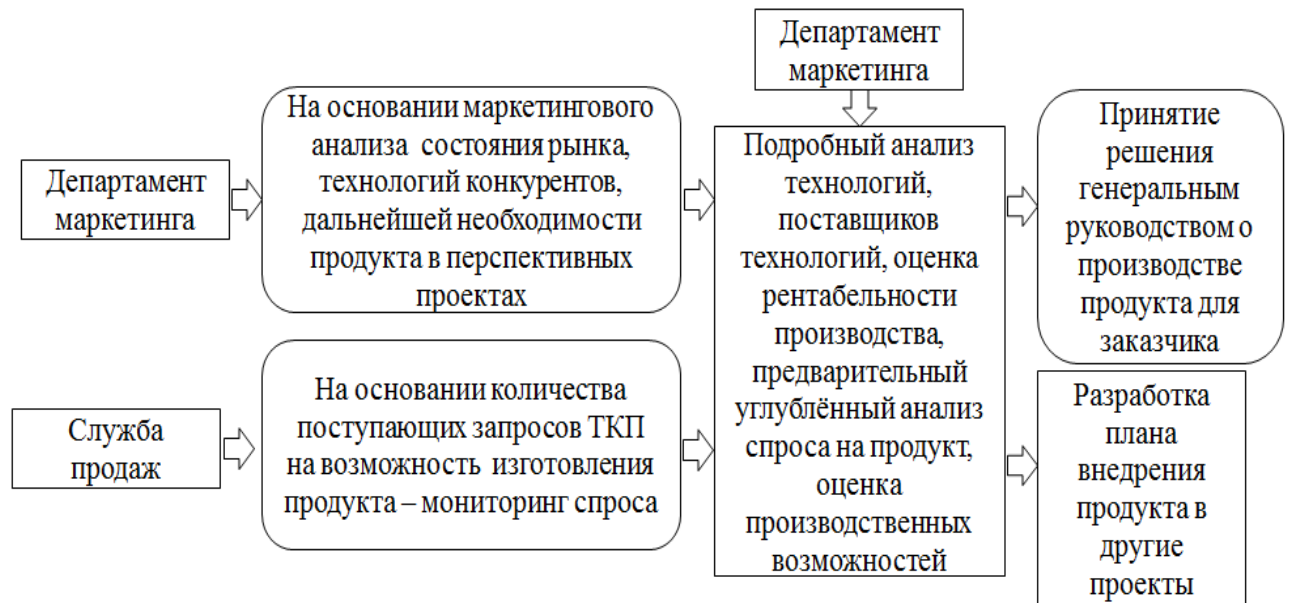 Департамент
маркетинга
На основании маркетингового
анализа состояния рынка,
технологий конкурентов,
дальнейшей необходимости
продукта в перспективных
проектах
Служба
продаж
На основании количества
поступающих запросов ТКП
на возможность изготовления
продукта – мониторинг спроса
Департамент
маркетинга
Подробный анализ
технологий,
поставщиков
технологий, оценка
рентабельности
производства,
предварительный
углублённый анализ
спроса на продукт,
оценка
производственных
возможностей
Принятие
решения
генеральным
руководством о
производстве
продукта для
заказчика
Разработка
плана
внедрения
продукта в
другие
проекты